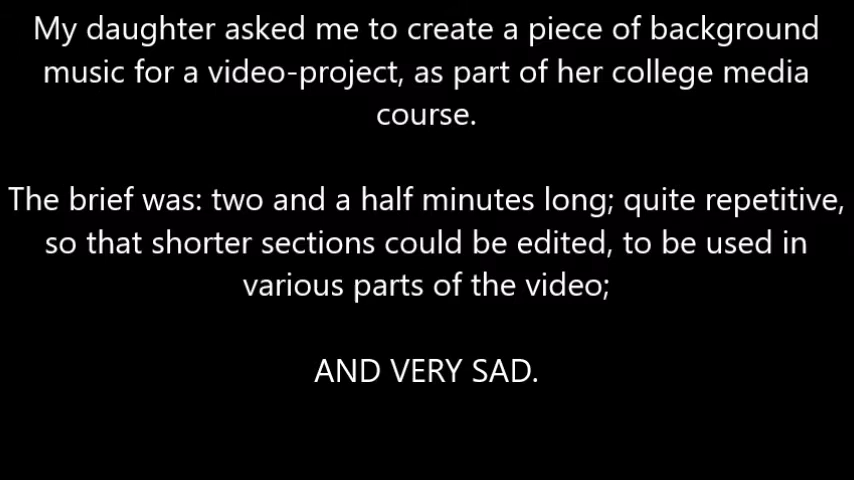 My daughter asked me to create a piece of background
music for a video-project, as part of her college media
course.
The brief was: two and a half minutes long; quite repetitive,
so that shorter sections could be edited, to be used in
various parts of the video;
AND VERY SAD.